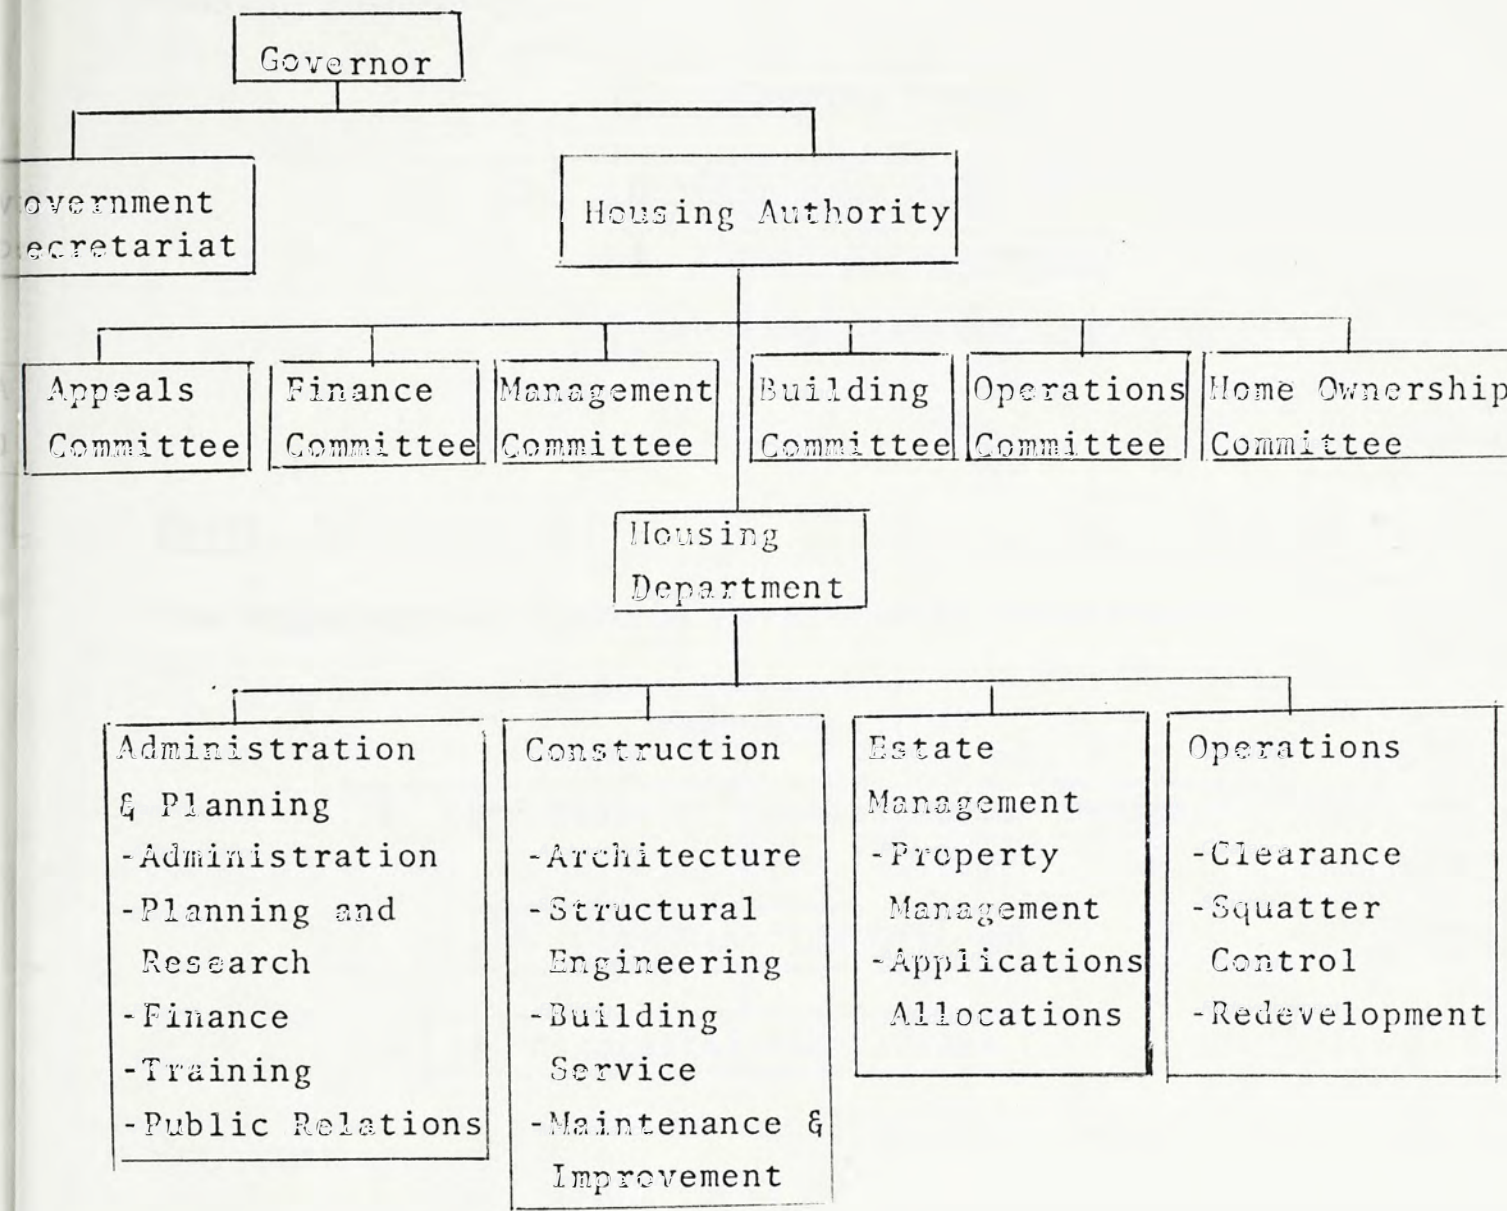 Governor
overnment
ecretariat
Housing Authority
Appeals
Committee
Finance
Committee
Management
Committee
Building
Committee
Operations
Committee
Home Ownership
Committee
Housing
Department
Administration
& Planning
-Administration
-Planning and
Research
-Finance
-Training
-Public Relations
Construction
-Architecture
-Structural
Engineering
-Building
Service
-Maintenance &
Improvement
Estate
Management
-Property
Management
-Applications
Allocations
Operations
-Clearance
-Squatter
Control
-Redevelopment